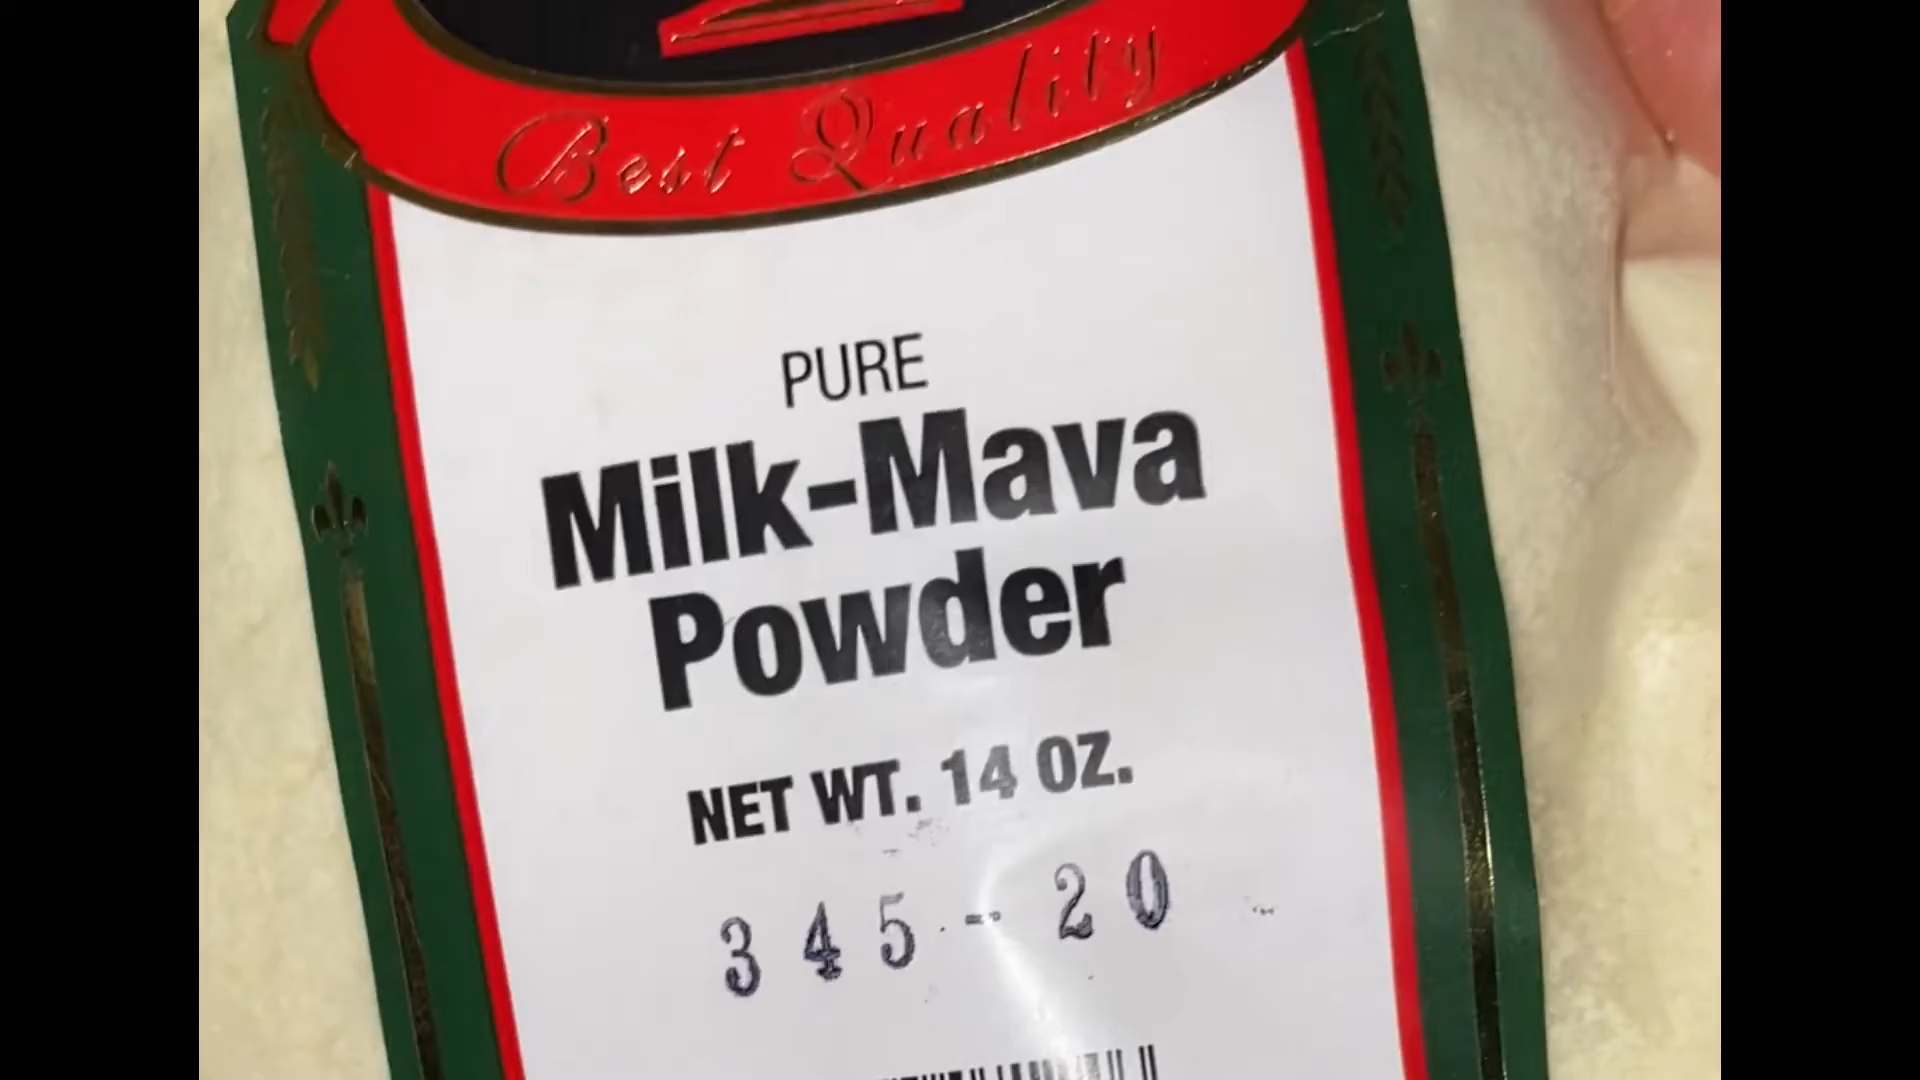 Best Quality
PURE
Milk-Mava
Powder
NET WT. 14 OZ.
345-20